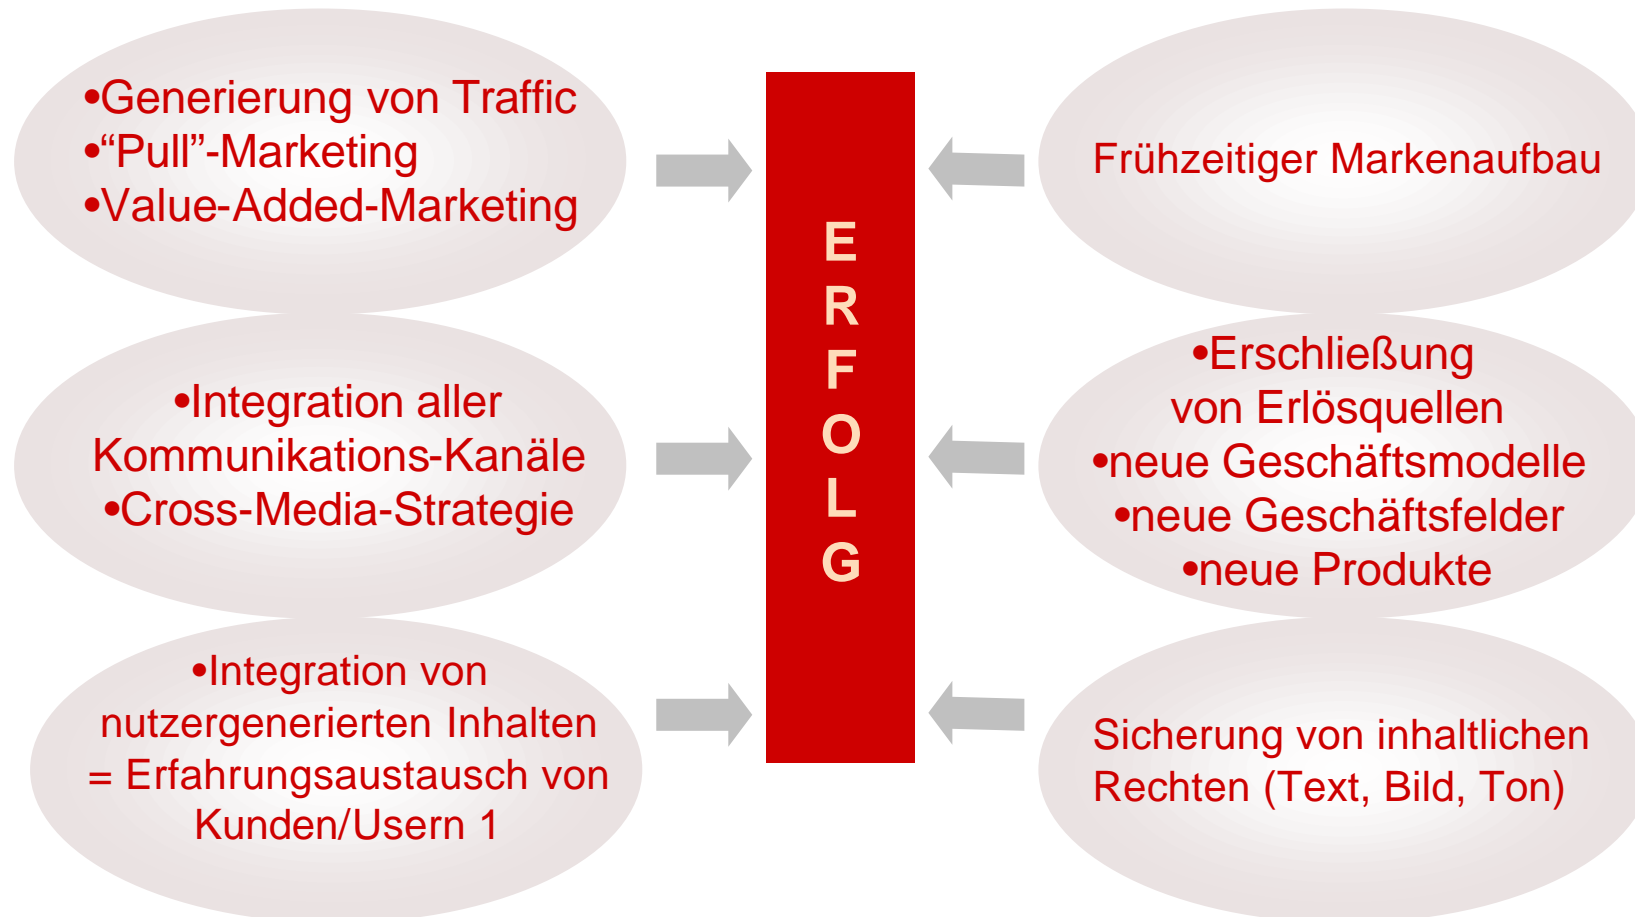 •Generierung von Traffic
•“Pull”-Marketing
•Value-Added-Marketing
•Integration aller
Kommunikations-Kanäle
•Cross-Media-Strategie
•Integration von
nutzergenerierten Inhalten
= Erfahrungsaustausch von
Kunden/Usern 1
E
R
F
O
L
G
Frühzeitiger Markenaufbau
•Erschließung
von Erlösquellen
•neue Geschäftsmodelle
•neue Geschäftsfelder
•neue Produkte
Sicherung von inhaltlichen
Rechten (Text, Bild, Ton)